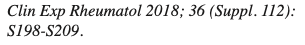 Clin Exp Rheumatol 2018; 36 (Suppl. 112):
S198-S209.